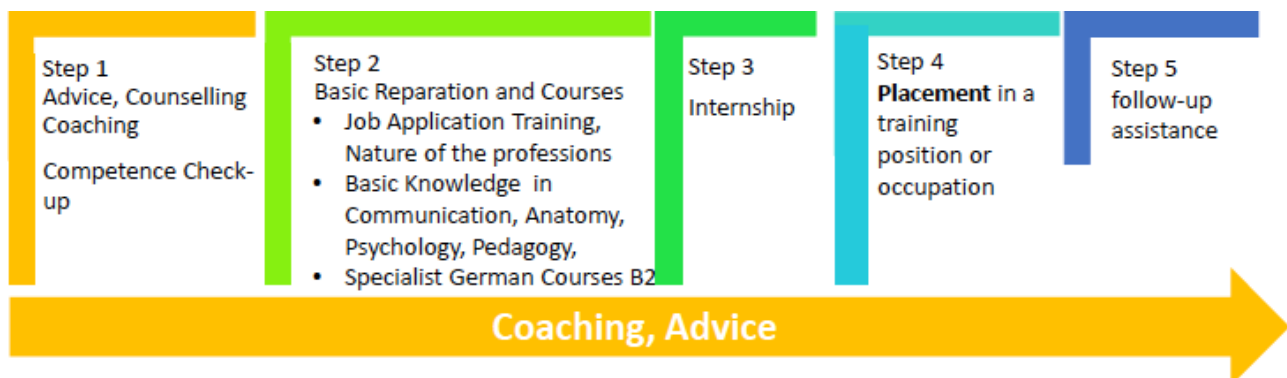 Step 1
Advice, Counselling
Coaching
Competence Check-
up
Step 2
Basic Reparation and Courses
• Job Application Training,
Nature of the professions
• Basic Knowledge in
Communication, Anatomy,
Psychology, Pedagogy,
• Specialist German Courses B2
Step 3
Internship
Step 4
Placement in a
training
position or
occupation
Step 5
follow-up
assistance
Coaching, Advice